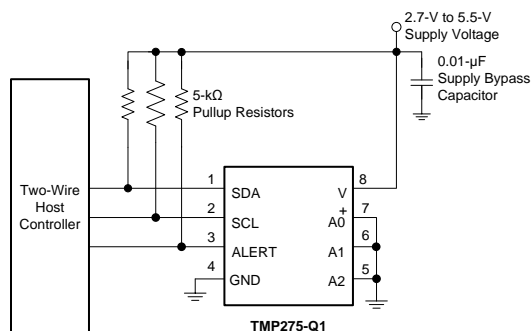 2.7-V to 5.5-V
Supply Voltage
0.01-µF
Supply Bypass
Capacitor
5-kΩ
Pullup Resistors
Two-Wire
Host
Controller
1
SDA
2
SCL
3
ALERT
4
GND
8
V
+
7
A0
6
A1
5
A2
TMP275-Q1